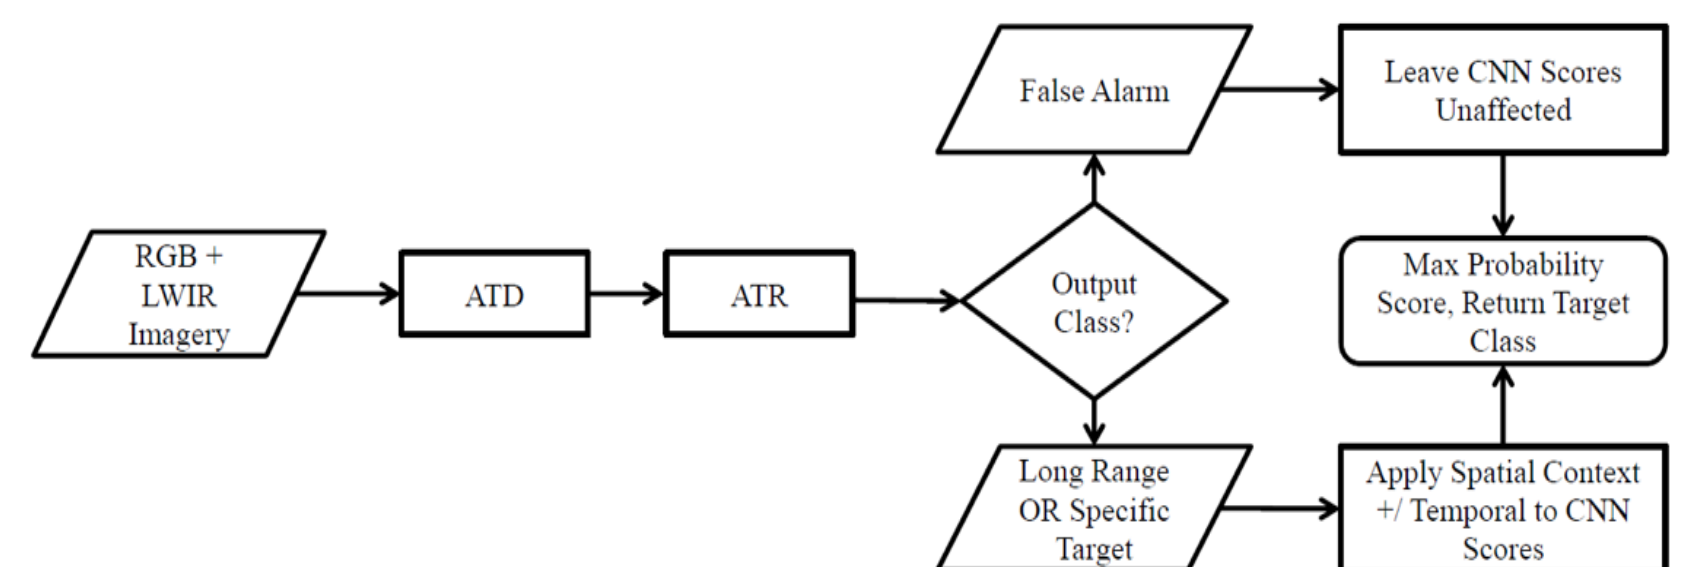 RGB +
LWIR
Imagery
ATD
ATR
Output
Class?
False Alarm
Leave CNN Scores
Unaffected
Max Probability
Score, Return Target
Class
Long Range
OR Specific
Target
Apply Spatial Context
+/ Temporal to CNN
Scores